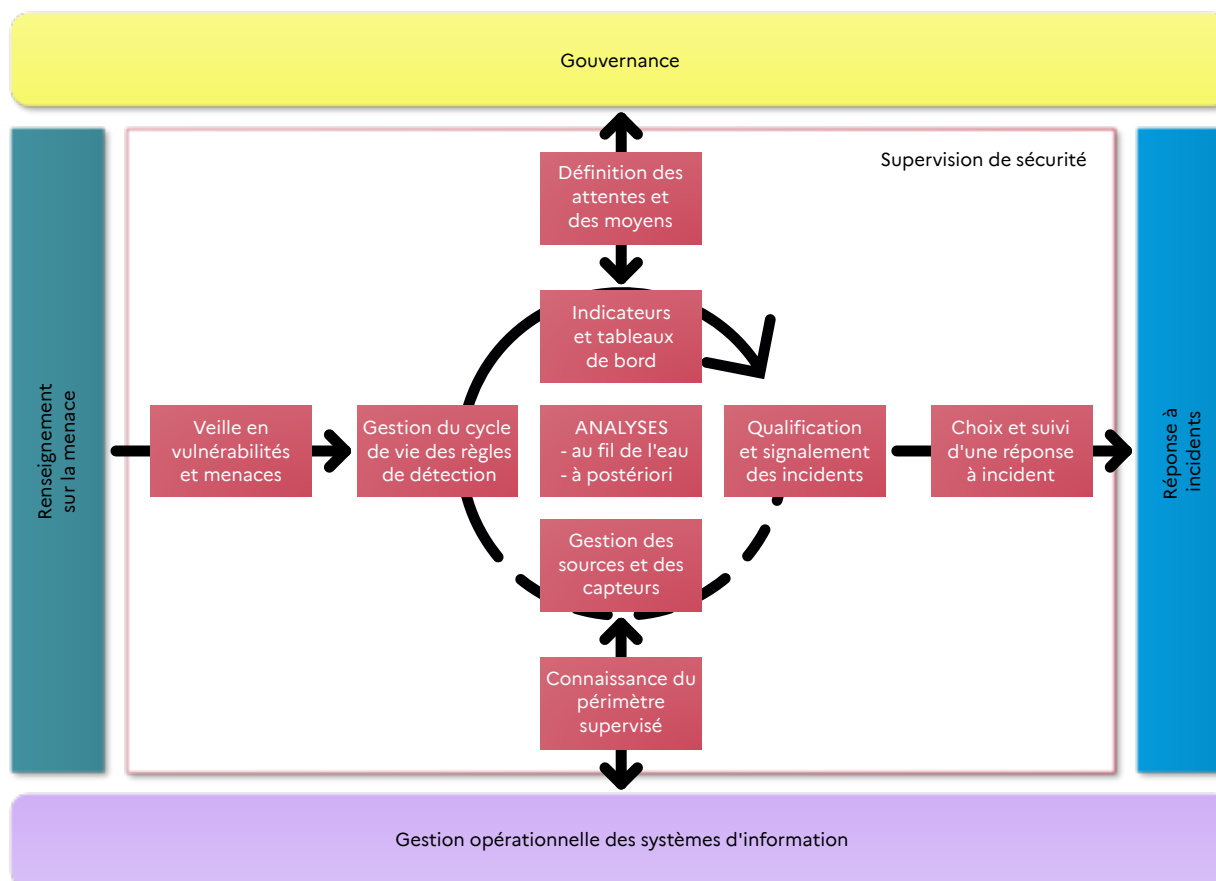 Gouvernance
Supervision de sécurité
Définition des
attentes et
des moyens
Indicateurs
et tableaux
de bord
Renseignement
sur la menace
Veille en
vulnérabilités
et menaces
Gestion du cycle
de vie des règles
de détection
ANALYSES
- au fil de l'eau
- à postériori
Qualification
et signalement
des incidents
Choix et suivi
d'une réponse
à incident
Réponse à
incidents
Gestion des
sources et des
capteurs
Connaissance du
périmètre
supervisé
Gestion opérationnelle des systèmes d'information